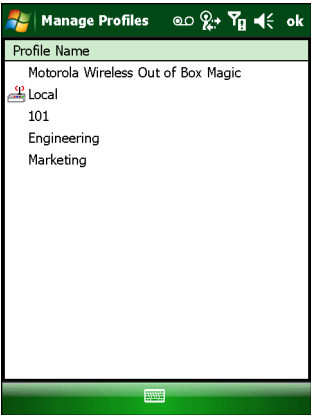 Manage Profiles ok
Profile Name
Motorola Wireless Out of Box Magic
Local
101
Engineering
Marketing